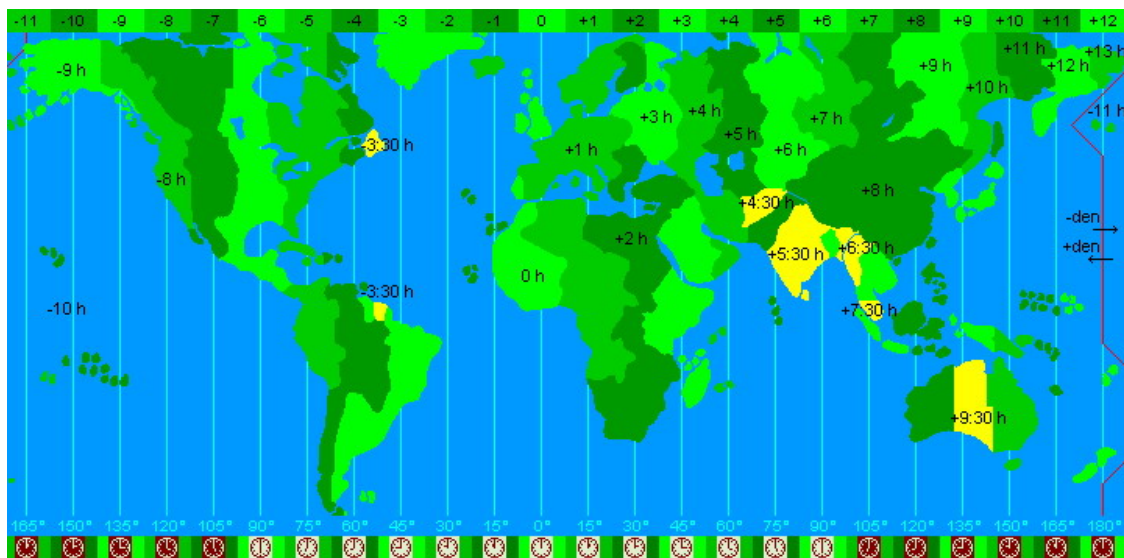 -11 -10 -9 -8 -7 -6 -5 -4 -3 -2 -1 0 +1 +2 +3 +4 +5 +6 +7 +8 +9 +10 +11 +12
+11 h +13 h
-9 h +9 h +12 h
+10 h
+3 h +4 h +7 h -11 h
+5 h
-3:30 h +1 h +6 h
-8 h +8 h
+4:30 h
-den
+2 h +6:30 h +den
+5:30 h
0 h
-3:30 h
-10 h +7:30 h
+9:30 h
165° 150° 135° 120° 105° 90° 75° 60° 45° 30° 15° 0° 15° 30° 45° 60° 75° 90° 105° 120° 135° 150° 165° 180°